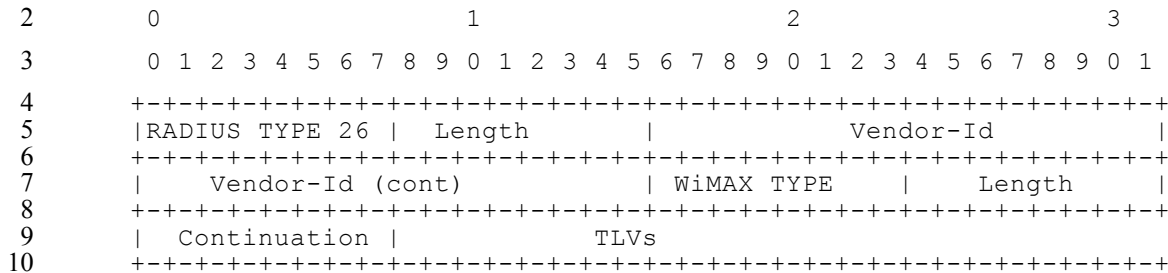 2 0 1 2 3
3 0 1 2 3 4 5 6 7 8 9 0 1 2 3 4 5 6 7 8 9 0 1 2 3 4 5 6 7 8 9 0 1
4 +-+-+-+-+-+-+-+-+-+-+-+-+-+-+-+-+-+-+-+-+-+-+-+-+-+-+-+-+-+-+-+-+
5 |RADIUS TYPE 26 | Length | Vendor-Id |
6 +-+-+-+-+-+-+-+-+-+-+-+-+-+-+-+-+-+-+-+-+-+-+-+-+-+-+-+-+-+-+-+-+
7 | Vendor-Id (cont) | WiMAX TYPE | Length |
8 +-+-+-+-+-+-+-+-+-+-+-+-+-+-+-+-+-+-+-+-+-+-+-+-+-+-+-+-+-+-+-+-+
9 | Continuation | TLVs
10 +-+-+-+-+-+-+-+-+-+-+-+-+-+-+-+-+-+-+-+-+-+-+-+-+-+-+-+-+-+-+-+-+